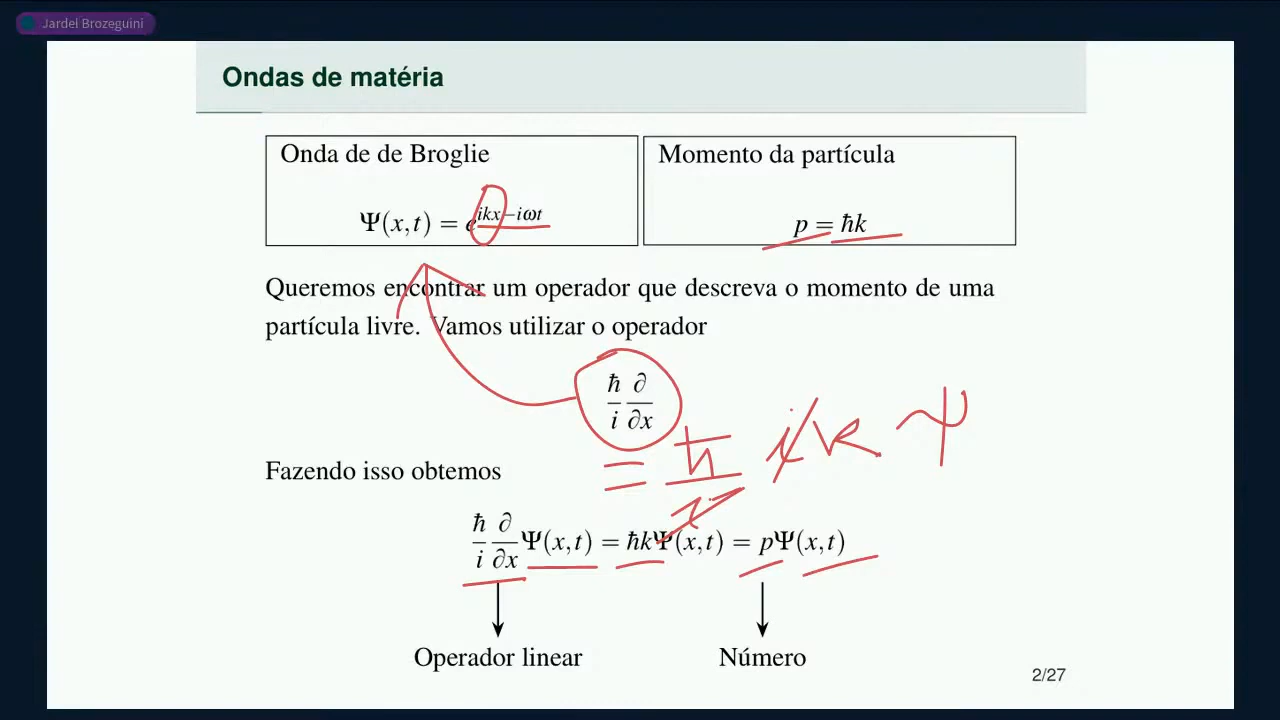 Jardel Brozeguini
Ondas de matéria
Onda de de Broglie
Ψ(x,t) = e^{ikx−iωt}
Momento da partícula
p = ħk
Queremos encontrar um operador que descreva o momento de uma
partícula livre. Vamos utilizar o operador
ħ/i ∂/∂x
= ħ/i ik Ψ
Fazendo isso obtemos
ħ/i ∂/∂x Ψ(x,t) = ħkΨ(x,t) = pΨ(x,t)
Operador linear
Número
2/27